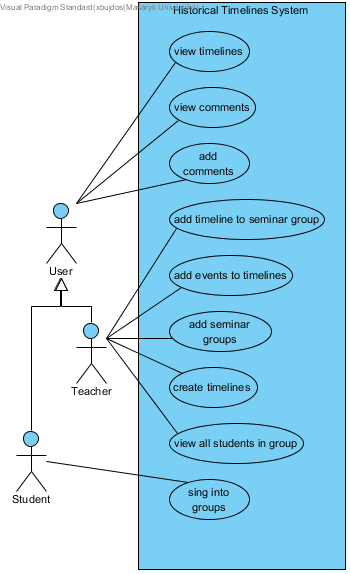 Visual Paradigm Standard(xbujdos(Masaryk University))
Historical Timelines System
view timelines
view comments
add
comments
add timeline to seminar group
User
add events to timelines
add seminar
groups
Teacher
create timelines
view all students in group
Student
sing into
groups